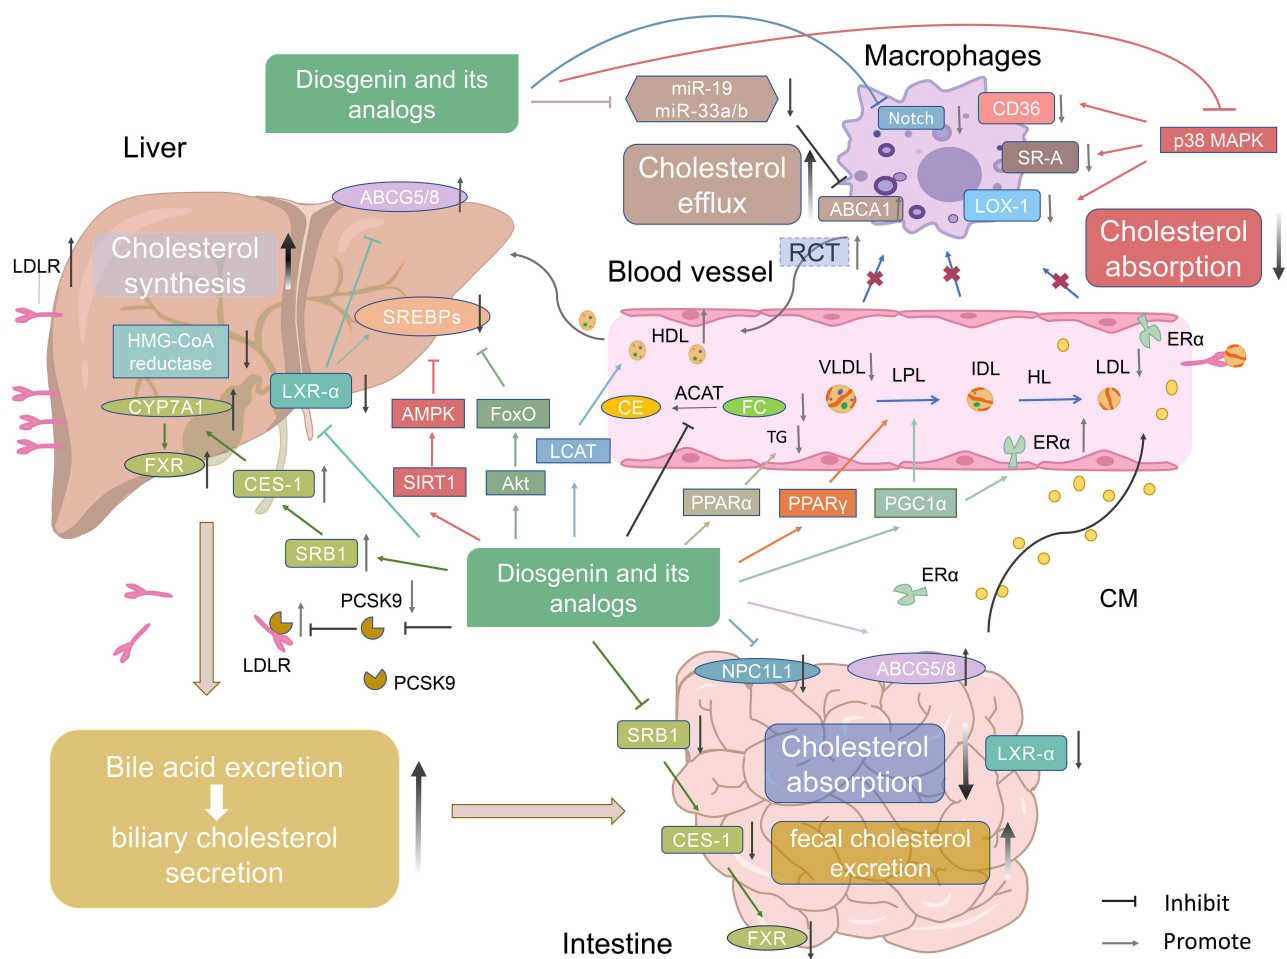 Diosgenin and its
analogs
miR-19
miR-33a/b
Macrophages
Notch
CD36
SR-A
LOX-1
p38 MAPK
Cholesterol
efflux
ABCA1
RCT
Cholesterol
absorption
Liver
ABCG5/8
Cholesterol
synthesis
LDLR
SREBPs
HMG-CoA
reductase
LXR-α
CYP7A1
FXR
CES-1
SRB1
AMPK
SIRT1
FoxO
Akt
LCAT
Blood vessel
HDL
CE
ACAT
FC
TG
VLDL
LPL
IDL
HL
LDL
ERα
ERα
PPARα
PPARγ
PGC1α
Diosgenin and its
analogs
ERα
CM
PCSK9
LDLR
PCSK9
NPC1L1
ABCG5/8
SRB1
Cholesterol
absorption
LXR-α
CES-1
fecal cholesterol
excretion
FXR
Bile acid excretion
biliary cholesterol
secretion
Intestine
Inhibit
Promote